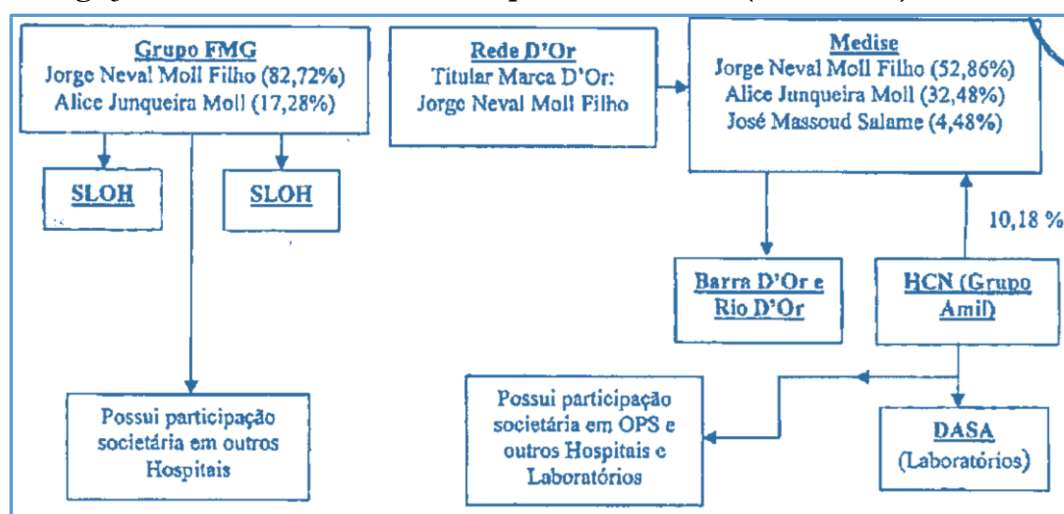 Grupo FMG
Jorge Neval Moll Filho (82,72%)
Alice Junqueira Moll (17,28%)
Rede D'Or
Titular Marca D'Or:
Jorge Neval Moll Filho
Medise
Jorge Neval Moll Filho (52,86%)
Alice Junqueira Moll (32,48%)
José Massoud Salame (4,48%)
SLOH
SLOH
10,18 %
Barra D'Or e
Rio D'Or
HCN (Grupo
Amil)
Possui participação
societária em outros
Hospitais
Possui participação
societária em OPS e
outros Hospitais e
Laboratórios
DASA
(Laboratórios)